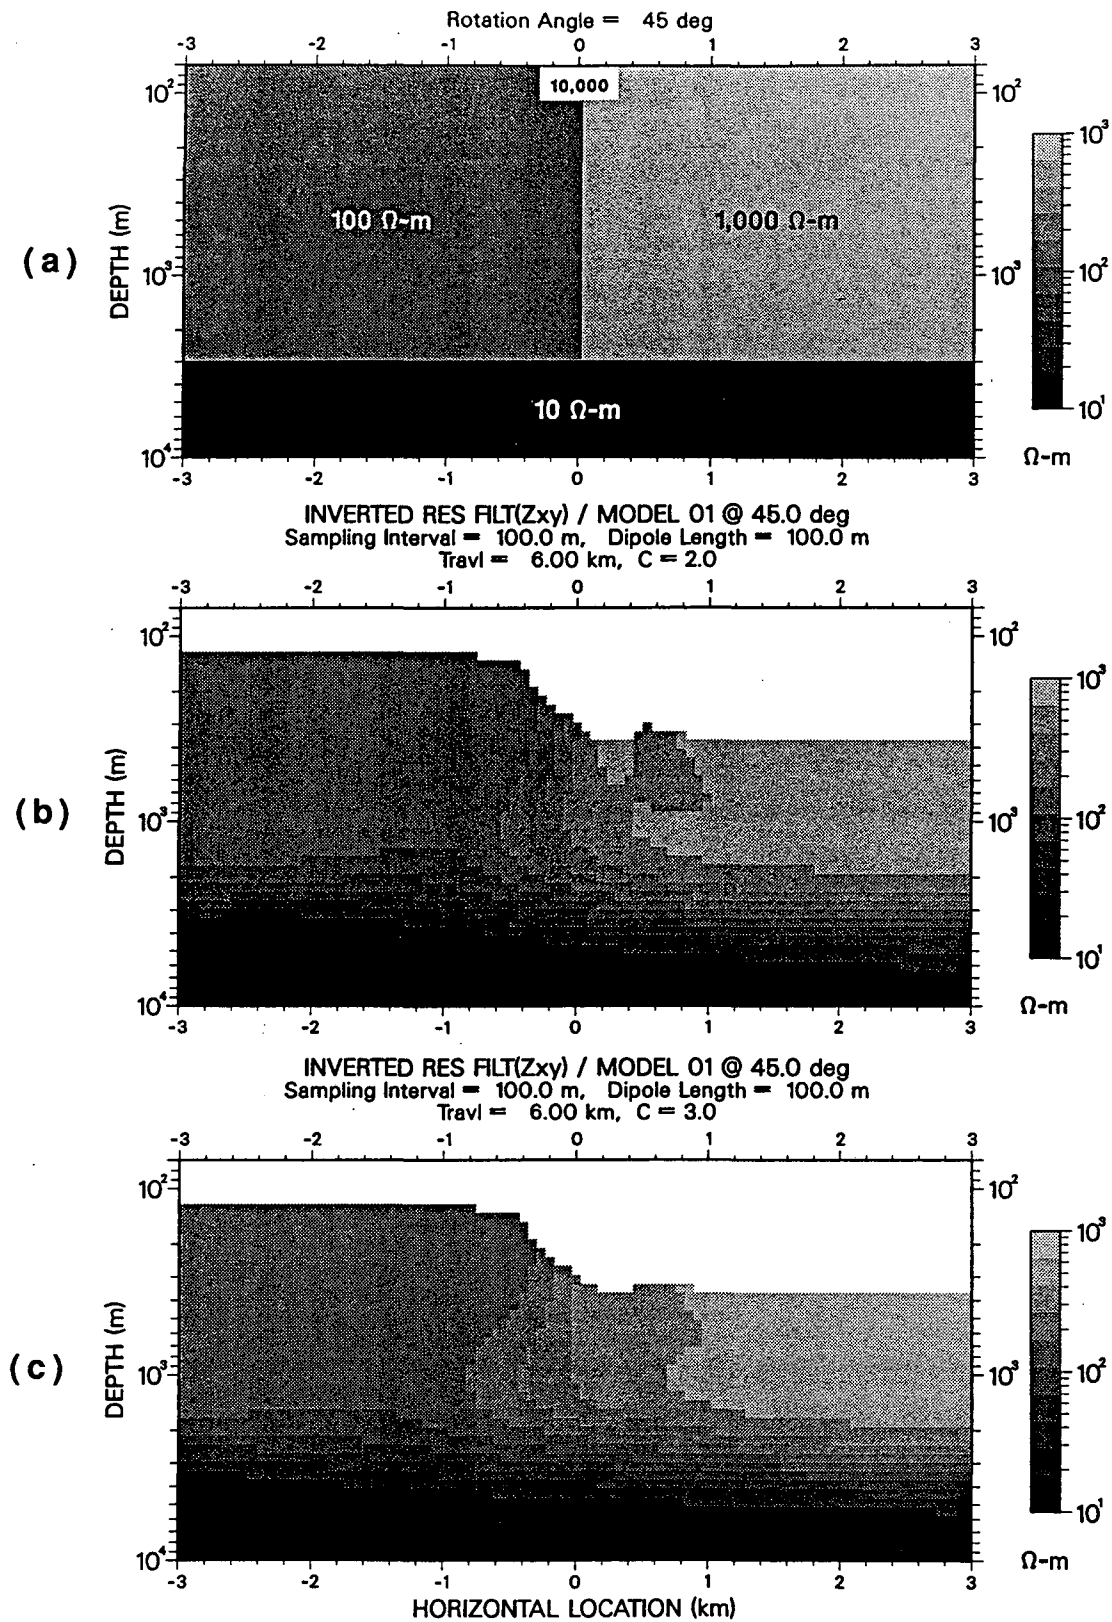 Rotation Angle = 45 deg
-3 -2 -1 0 1 2 3
10,000
10² 10²
10³
100 Ω-m 1,000 Ω-m
(a)
DEPTH (m)
10³ 10³
10²
10 Ω-m
10¹
10⁴
Ω-m
-3 -2 -1 0 1 2 3
INVERTED RES FILT(Zxy) / MODEL 01 @ 45.0 deg
Sampling Interval = 100.0 m, Dipole Length = 100.0 m
Travl = 6.00 km, C = 2.0
-3 -2 -1 0 1 2 3
10² 10²
10³
(b)
DEPTH (m)
10³ 10³
10²
10¹
10⁴
Ω-m
-3 -2 -1 0 1 2 3
INVERTED RES FILT(Zxy) / MODEL 01 @ 45.0 deg
Sampling Interval = 100.0 m, Dipole Length = 100.0 m
Travl = 6.00 km, C = 3.0
-3 -2 -1 0 1 2 3
10² 10²
10³
(c)
DEPTH (m)
10³ 10³
10²
10¹
10⁴
Ω-m
-3 -2 -1 0 1 2 3
HORIZONTAL LOCATION (km)